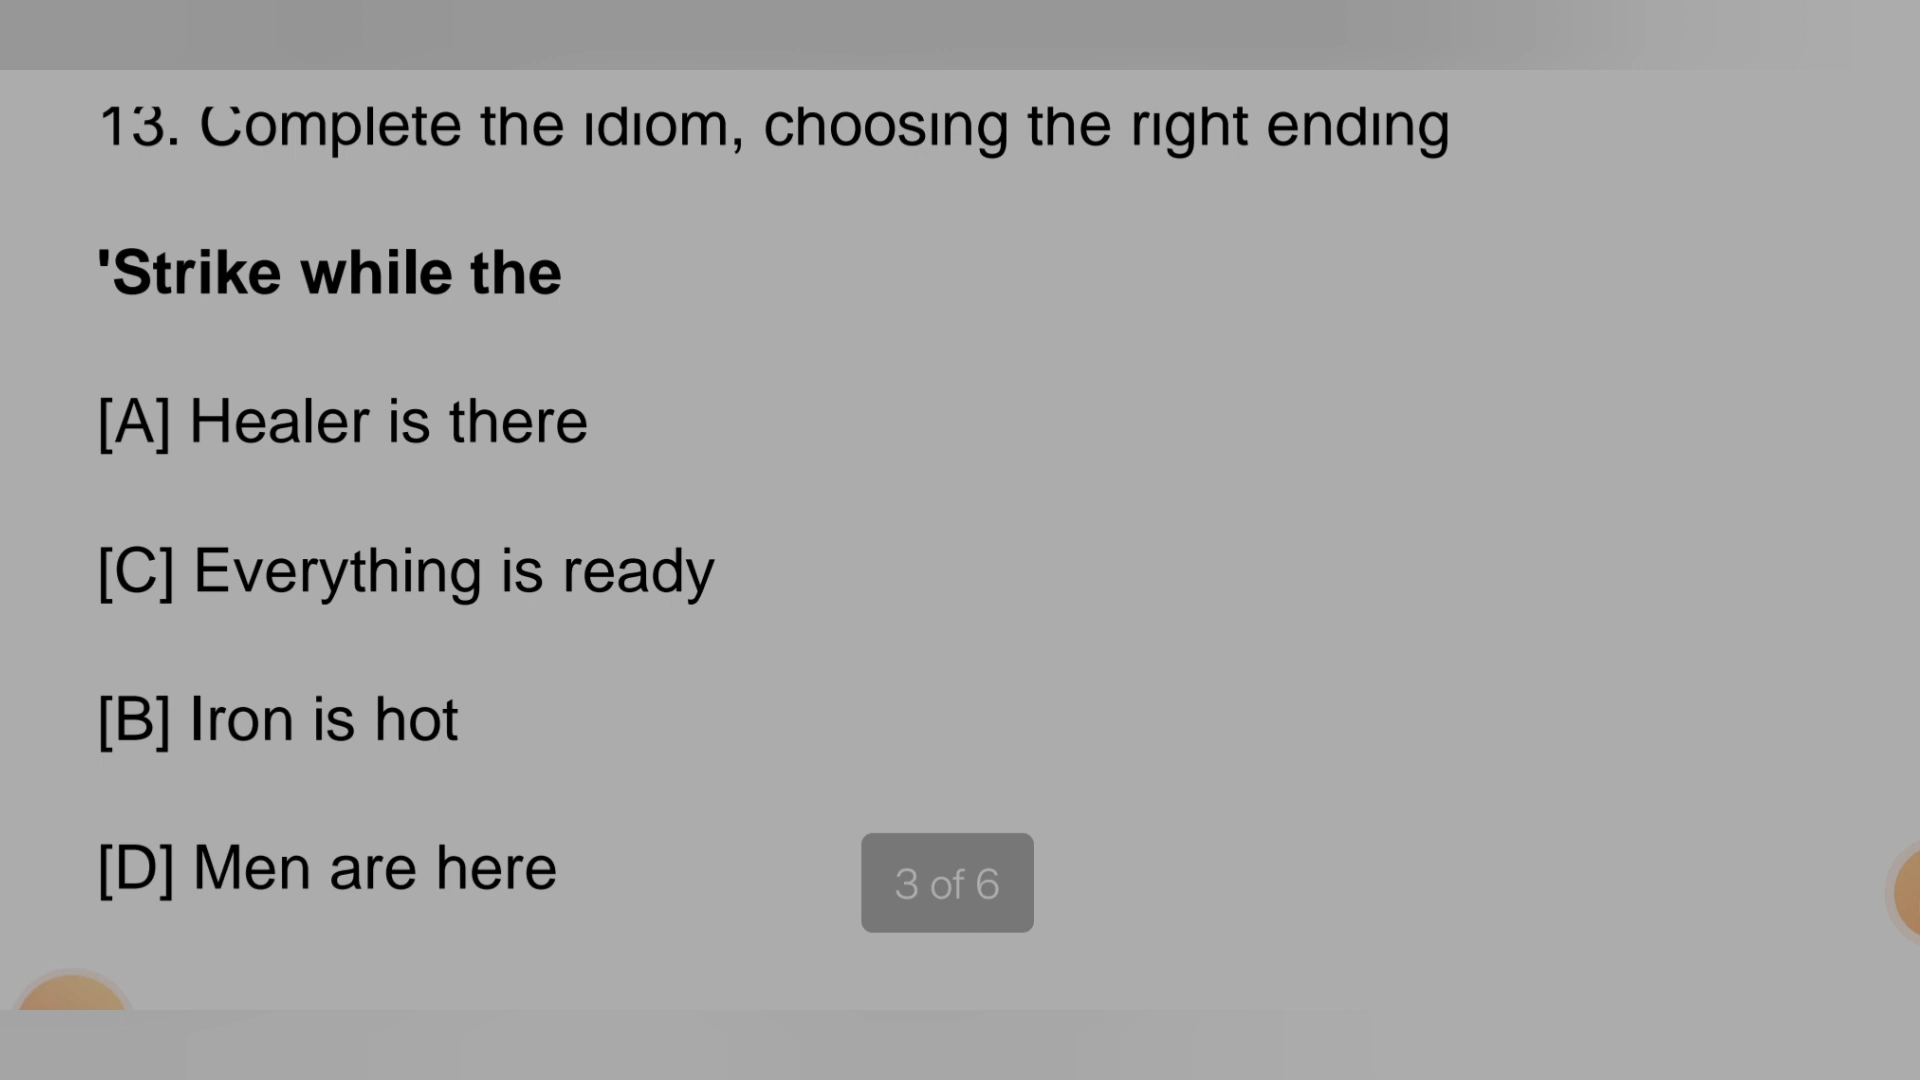 13. Complete the idiom, choosing the right ending
'Strike while the
[A] Healer is there
[C] Everything is ready
[B] Iron is hot
[D] Men are here
3 of 6